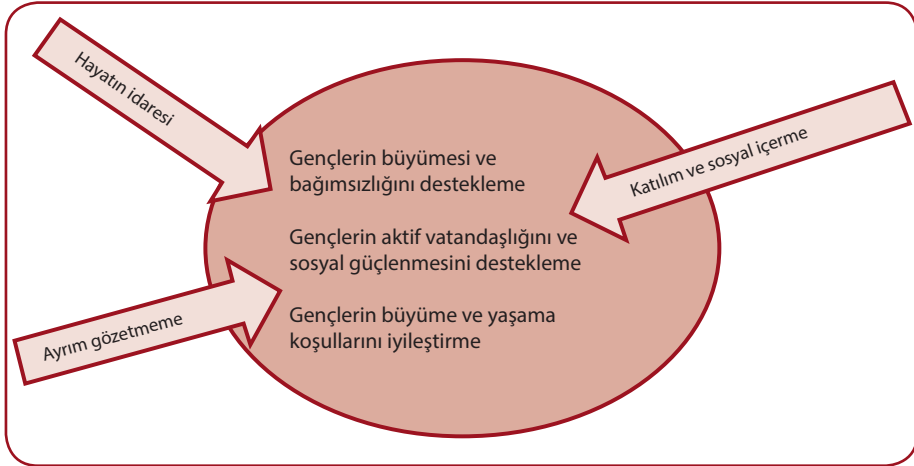 Hayatın idaresi
Gençlerin büyümesi ve
bağımsızlığını destekleme
Katılım ve sosyal içerme
Gençlerin aktif vatandaşlığını ve
sosyal güçlenmesini destekleme
Gençlerin büyüme ve yaşama
koşullarını iyileştirme
Ayrım gözetmeme